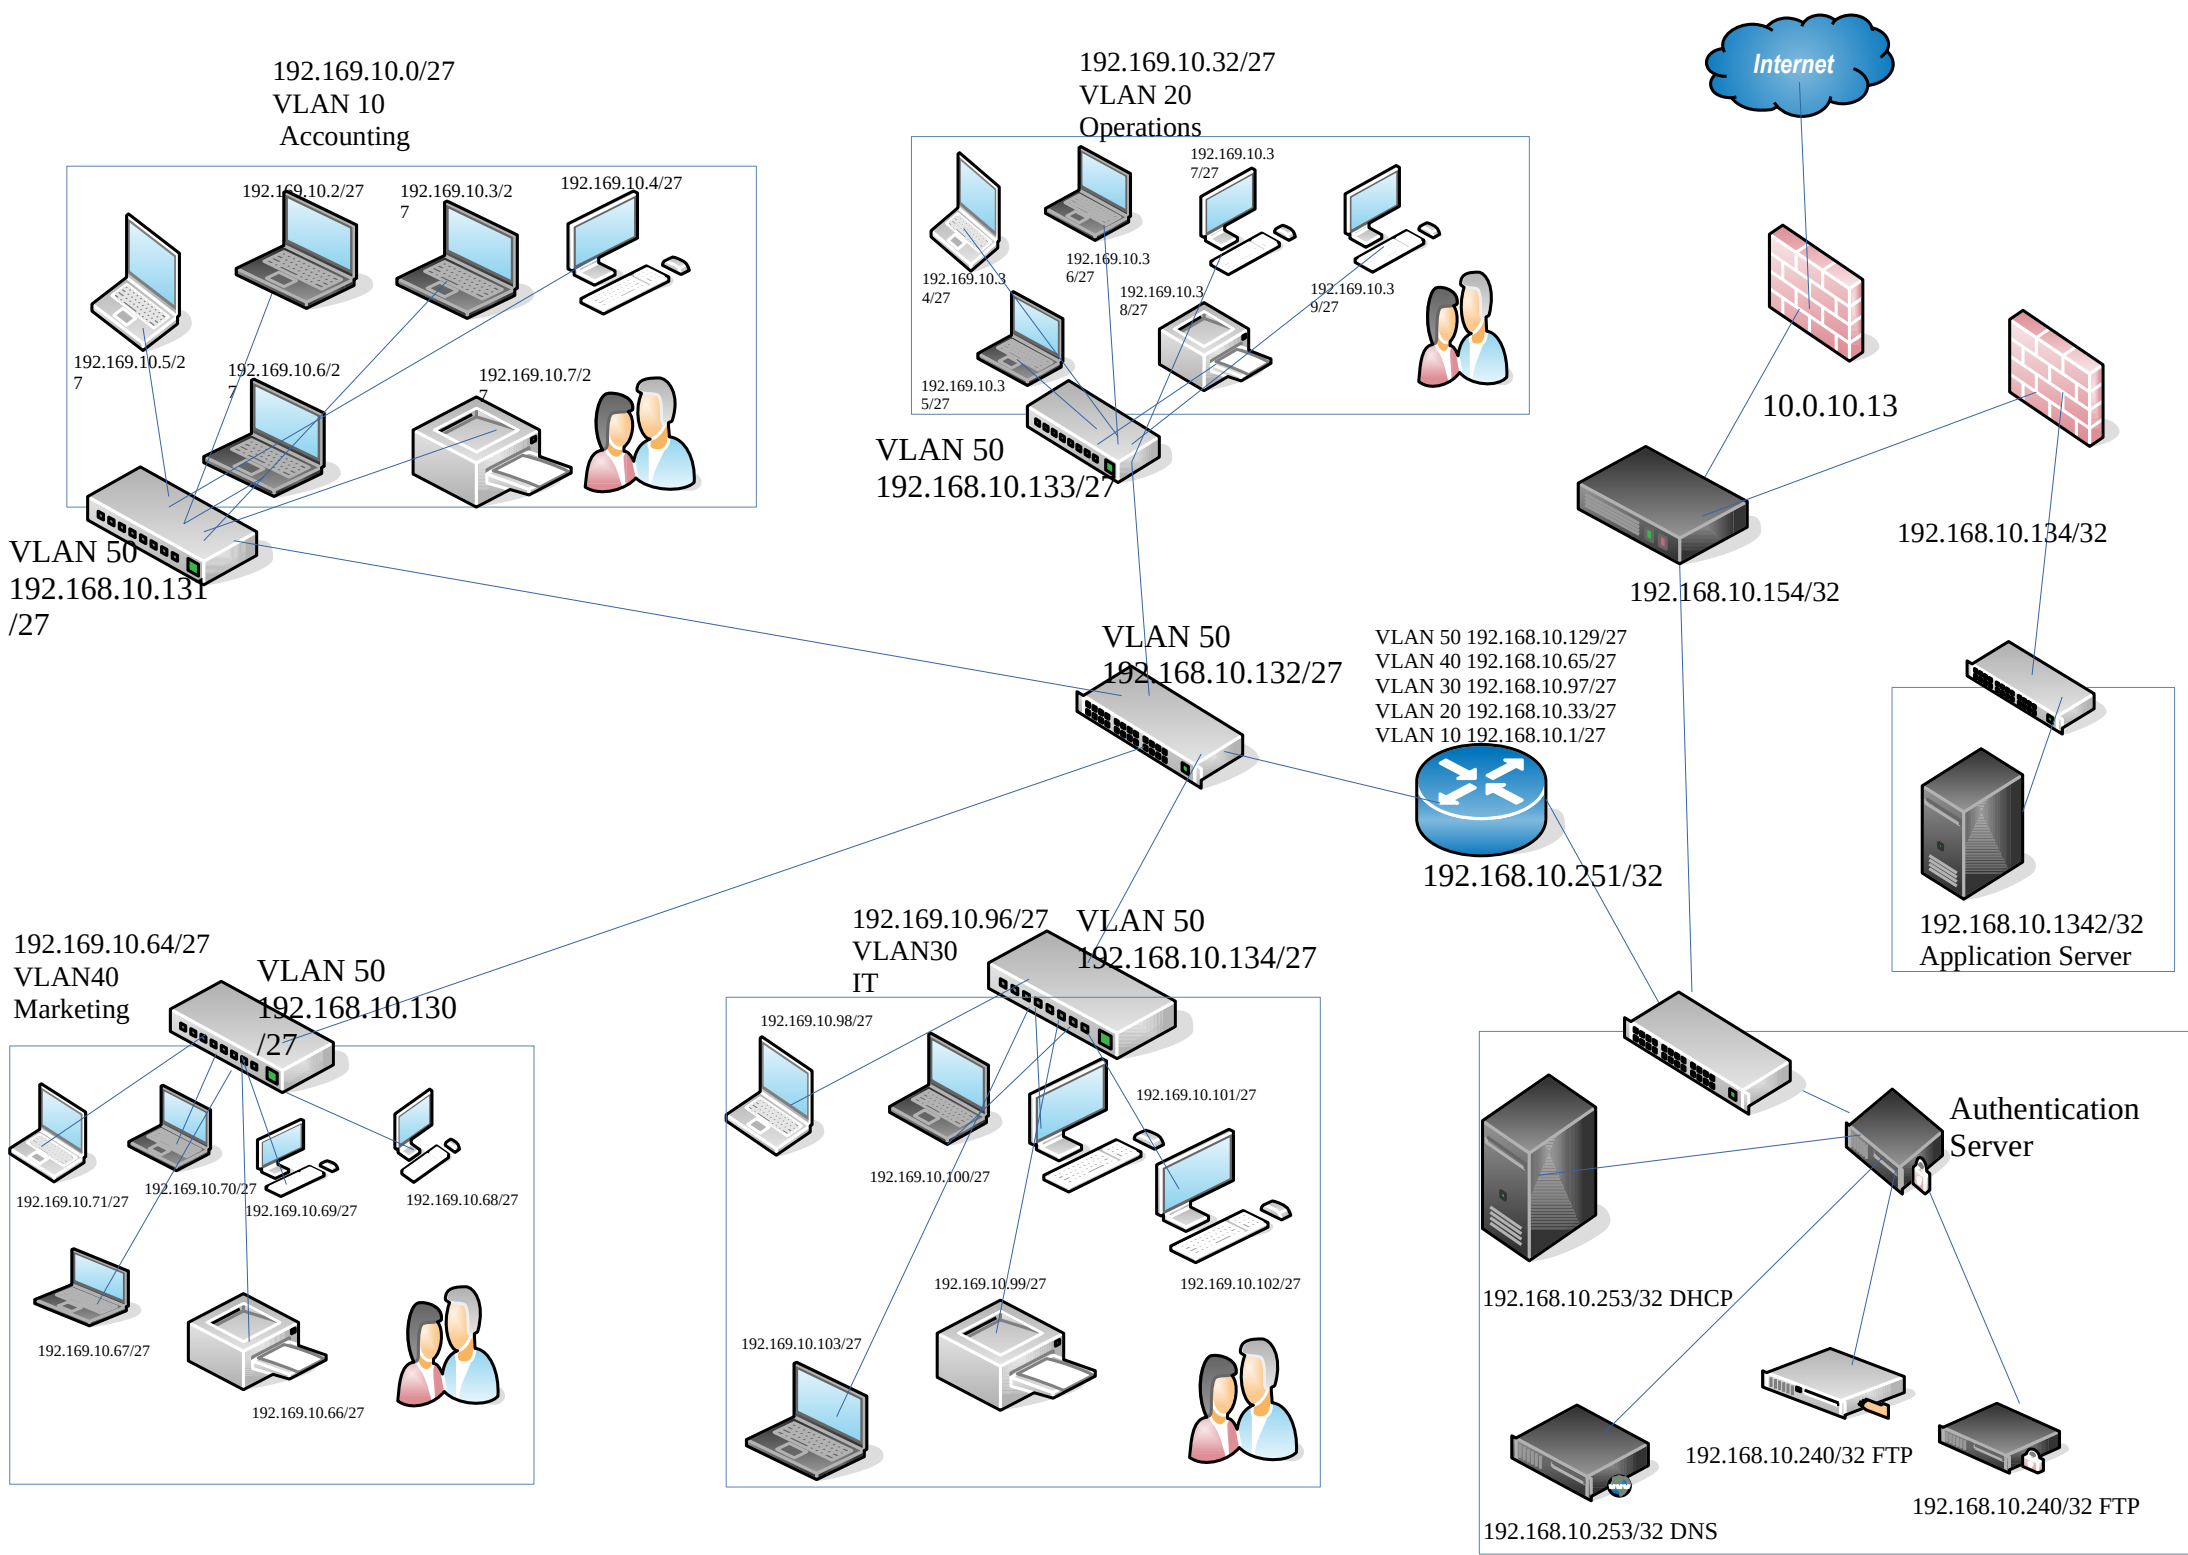 192.169.10.0/27
VLAN 10
Accounting
192.169.10.2/27
192.169.10.3/2
7
192.169.10.4/27
192.169.10.5/2
7
192.169.10.6/2
7
192.169.10.7/2
7
VLAN 50
192.168.10.131
/27
192.169.10.32/27
VLAN 20
Operations
192.169.10.3
7/27
192.169.10.3
4/27
192.169.10.3
6/27
192.169.10.3
8/27
192.169.10.3
9/27
192.169.10.3
5/27
VLAN 50
192.168.10.133/27
Internet
10.0.10.13
192.168.10.134/32
192.168.10.154/32
VLAN 50
192.168.10.132/27
VLAN 50 192.168.10.129/27
VLAN 40 192.168.10.65/27
VLAN 30 192.168.10.97/27
VLAN 20 192.168.10.33/27
VLAN 10 192.168.10.1/27
192.168.10.251/32
192.168.10.1342/32
Application Server
192.169.10.64/27
VLAN40
Marketing
VLAN 50
192.168.10.130
/27
192.169.10.71/27
192.169.10.70/27
192.169.10.69/27
192.169.10.68/27
192.169.10.67/27
192.169.10.66/27
192.169.10.96/27
VLAN30
IT
VLAN 50
192.168.10.134/27
192.169.10.98/27
192.169.10.101/27
192.169.10.100/27
192.169.10.99/27
192.169.10.102/27
192.169.10.103/27
Authentication
Server
192.168.10.253/32 DHCP
192.168.10.240/32 FTP
192.168.10.240/32 FTP
192.168.10.253/32 DNS